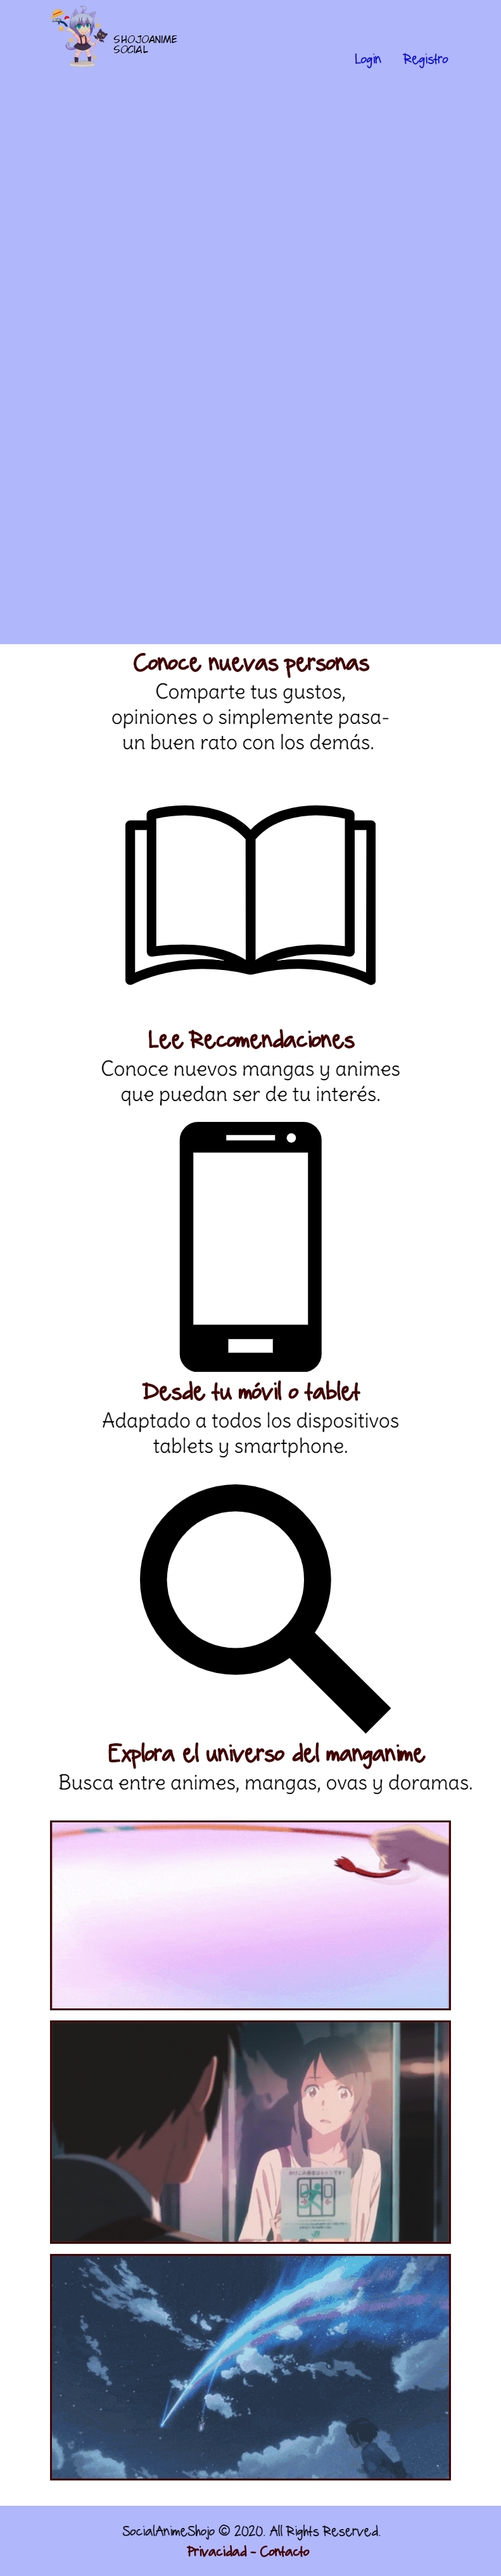 SHOJOANIME
SOCIAL
Login Registro
Conoce nuevas personas
Comparte tus gustos,
opiniones o simplemente pasa-
un buen rato con los demás.
Lee Recomendaciones
Conoce nuevos mangas y animes
que puedan ser de tu interés.
Desde tu móvil o tablet
Adaptado a todos los dispositivos
tablets y smartphone.
Explora el universo del manganime
Busca entre animes, mangas, ovas y doramas.
SocialAnimeShojo © 2020. All Rights Reserved.
Privacidad - Contacto